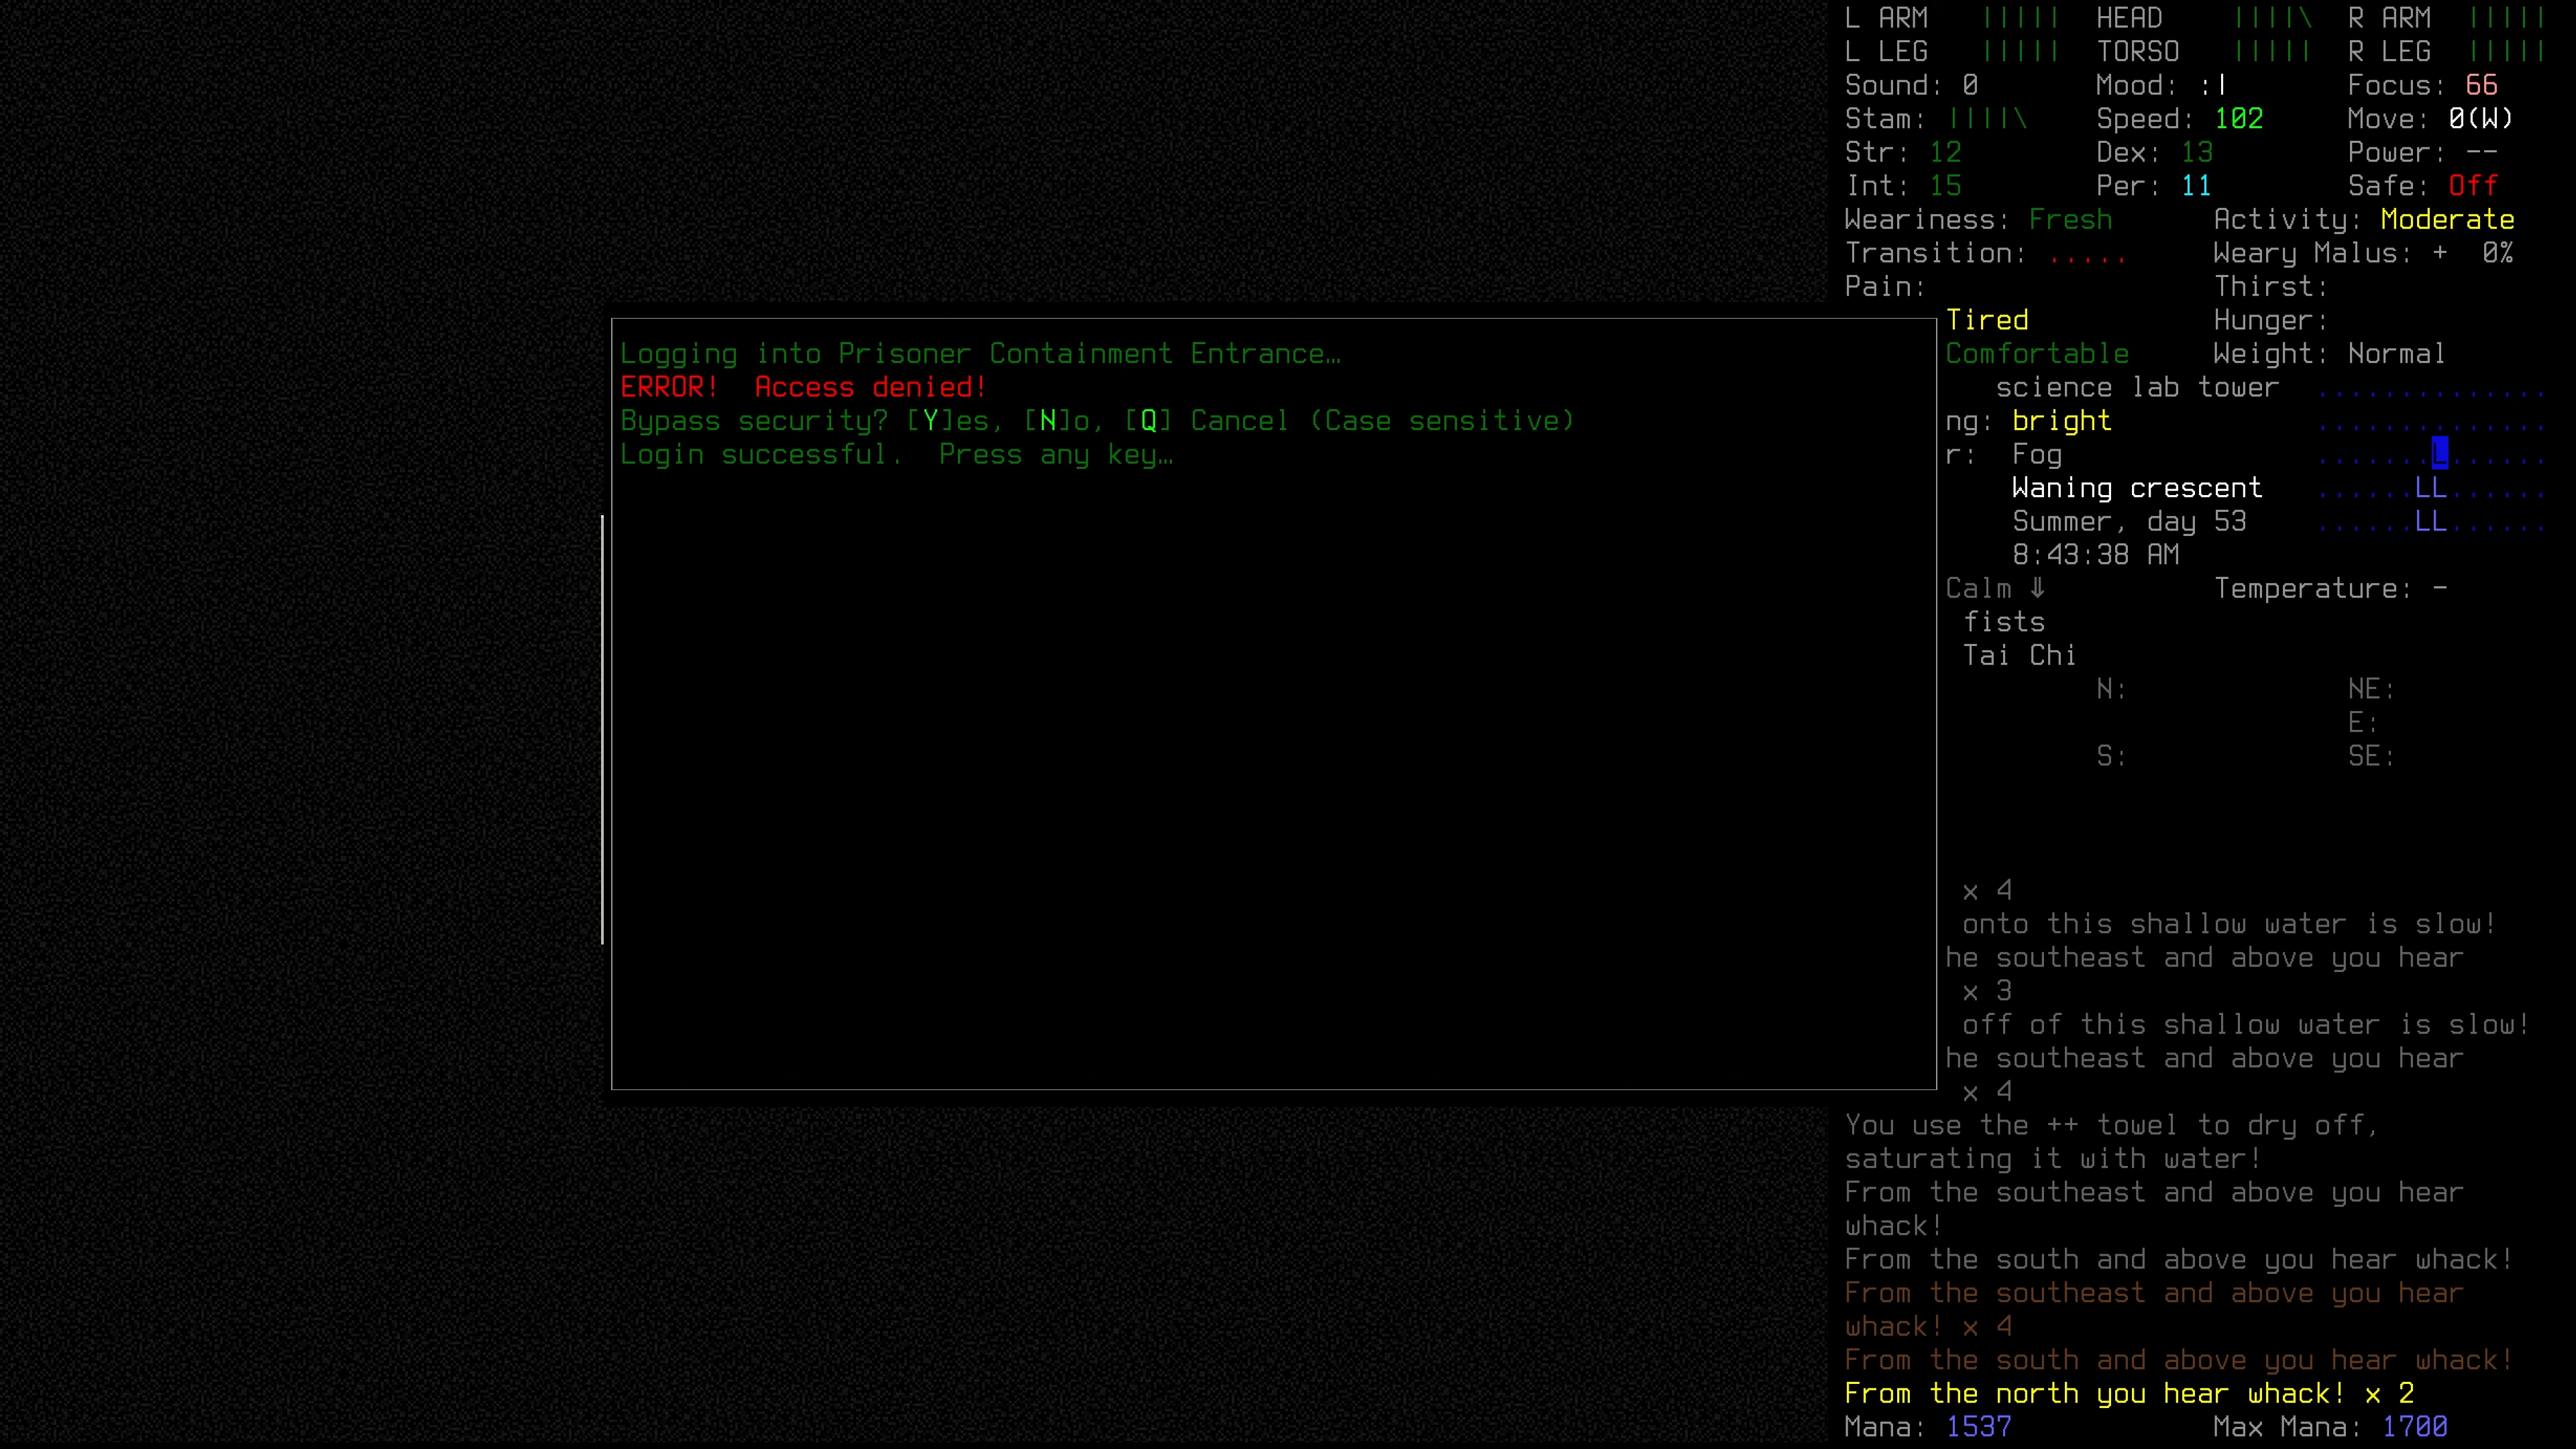 L ARM |||||  HEAD ||||\  R ARM |||||
L LEG |||||  TORSO |||||  R LEG |||||
Sound: 0  Mood: :|  Focus: 66
Stam: ||||\  Speed: 102  Move: 0(W)
Str: 12  Dex: 13  Power: --
Int: 15  Per: 11  Safe: Off
Weariness: Fresh  Activity: Moderate
Transition: .....  Weary Malus: +  0%
Pain:  Thirst:
Tired  Hunger:
Comfortable  Weight: Normal
science lab tower  ..............
ng: bright  ..............
r:  Fog  .......L......
Waning crescent  ......LL......
Summer, day 53  ......LL......
8:43:38 AM
Calm ⇓  Temperature: -
fists
Tai Chi
N:  NE:
E:
S:  SE:
x 4
onto this shallow water is slow!
he southeast and above you hear
x 3
off of this shallow water is slow!
he southeast and above you hear
x 4
You use the ++ towel to dry off,
saturating it with water!
From the southeast and above you hear
whack!
From the south and above you hear whack!
From the southeast and above you hear
whack! x 4
From the south and above you hear whack!
From the north you hear whack! x 2
Mana: 1537  Max Mana: 1700
Logging into Prisoner Containment Entrance…
ERROR!  Access denied!
Bypass security? [Y]es, [N]o, [Q] Cancel (Case sensitive)
Login successful.  Press any key…